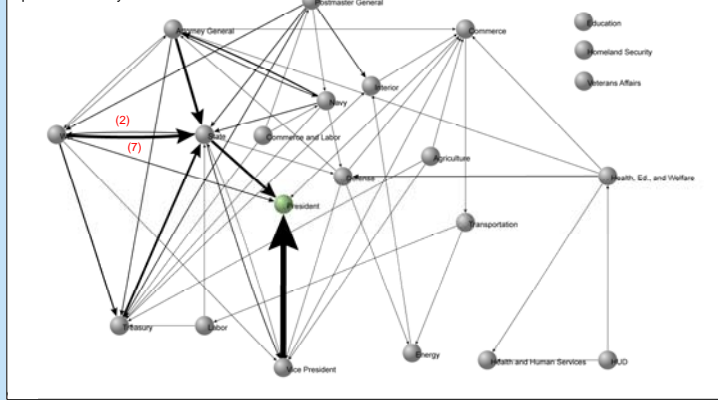 Postmaster General
Education
Attorney General
Commerce
Homeland Security
Veterans Affairs
Interior
Navy
(2)
State
Commerce and Labor
(7)
Agriculture
Defense
Health, Ed., and Welfare
President
Transportation
Treasury
Labor
Energy
Health and Human Services
HUD
Vice President